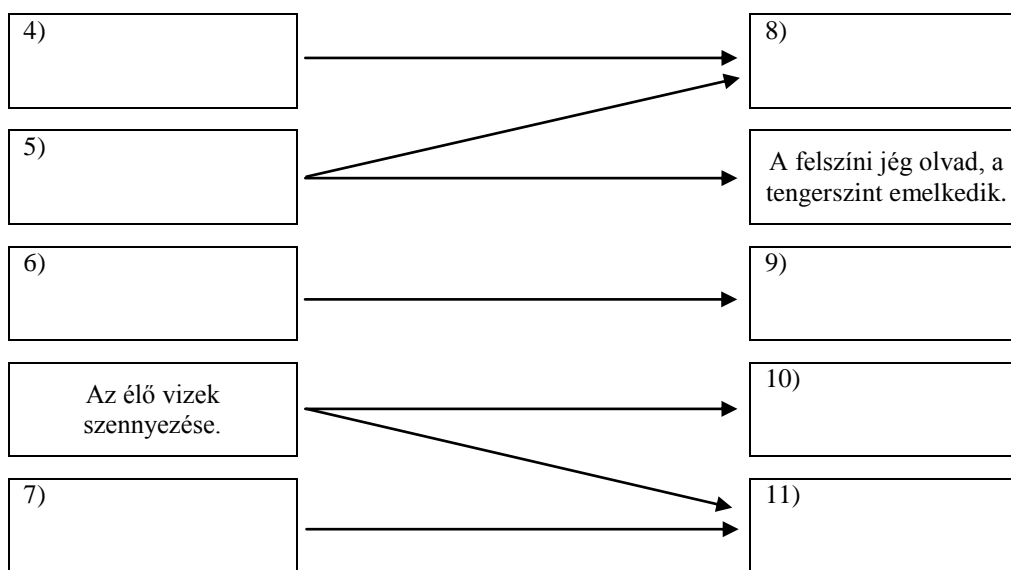 4)
8)
5)
A felszíni jég olvad, a
tengerszint emelkedik.
6)
9)
Az élő vizek
szennyezése.
10)
7)
11)